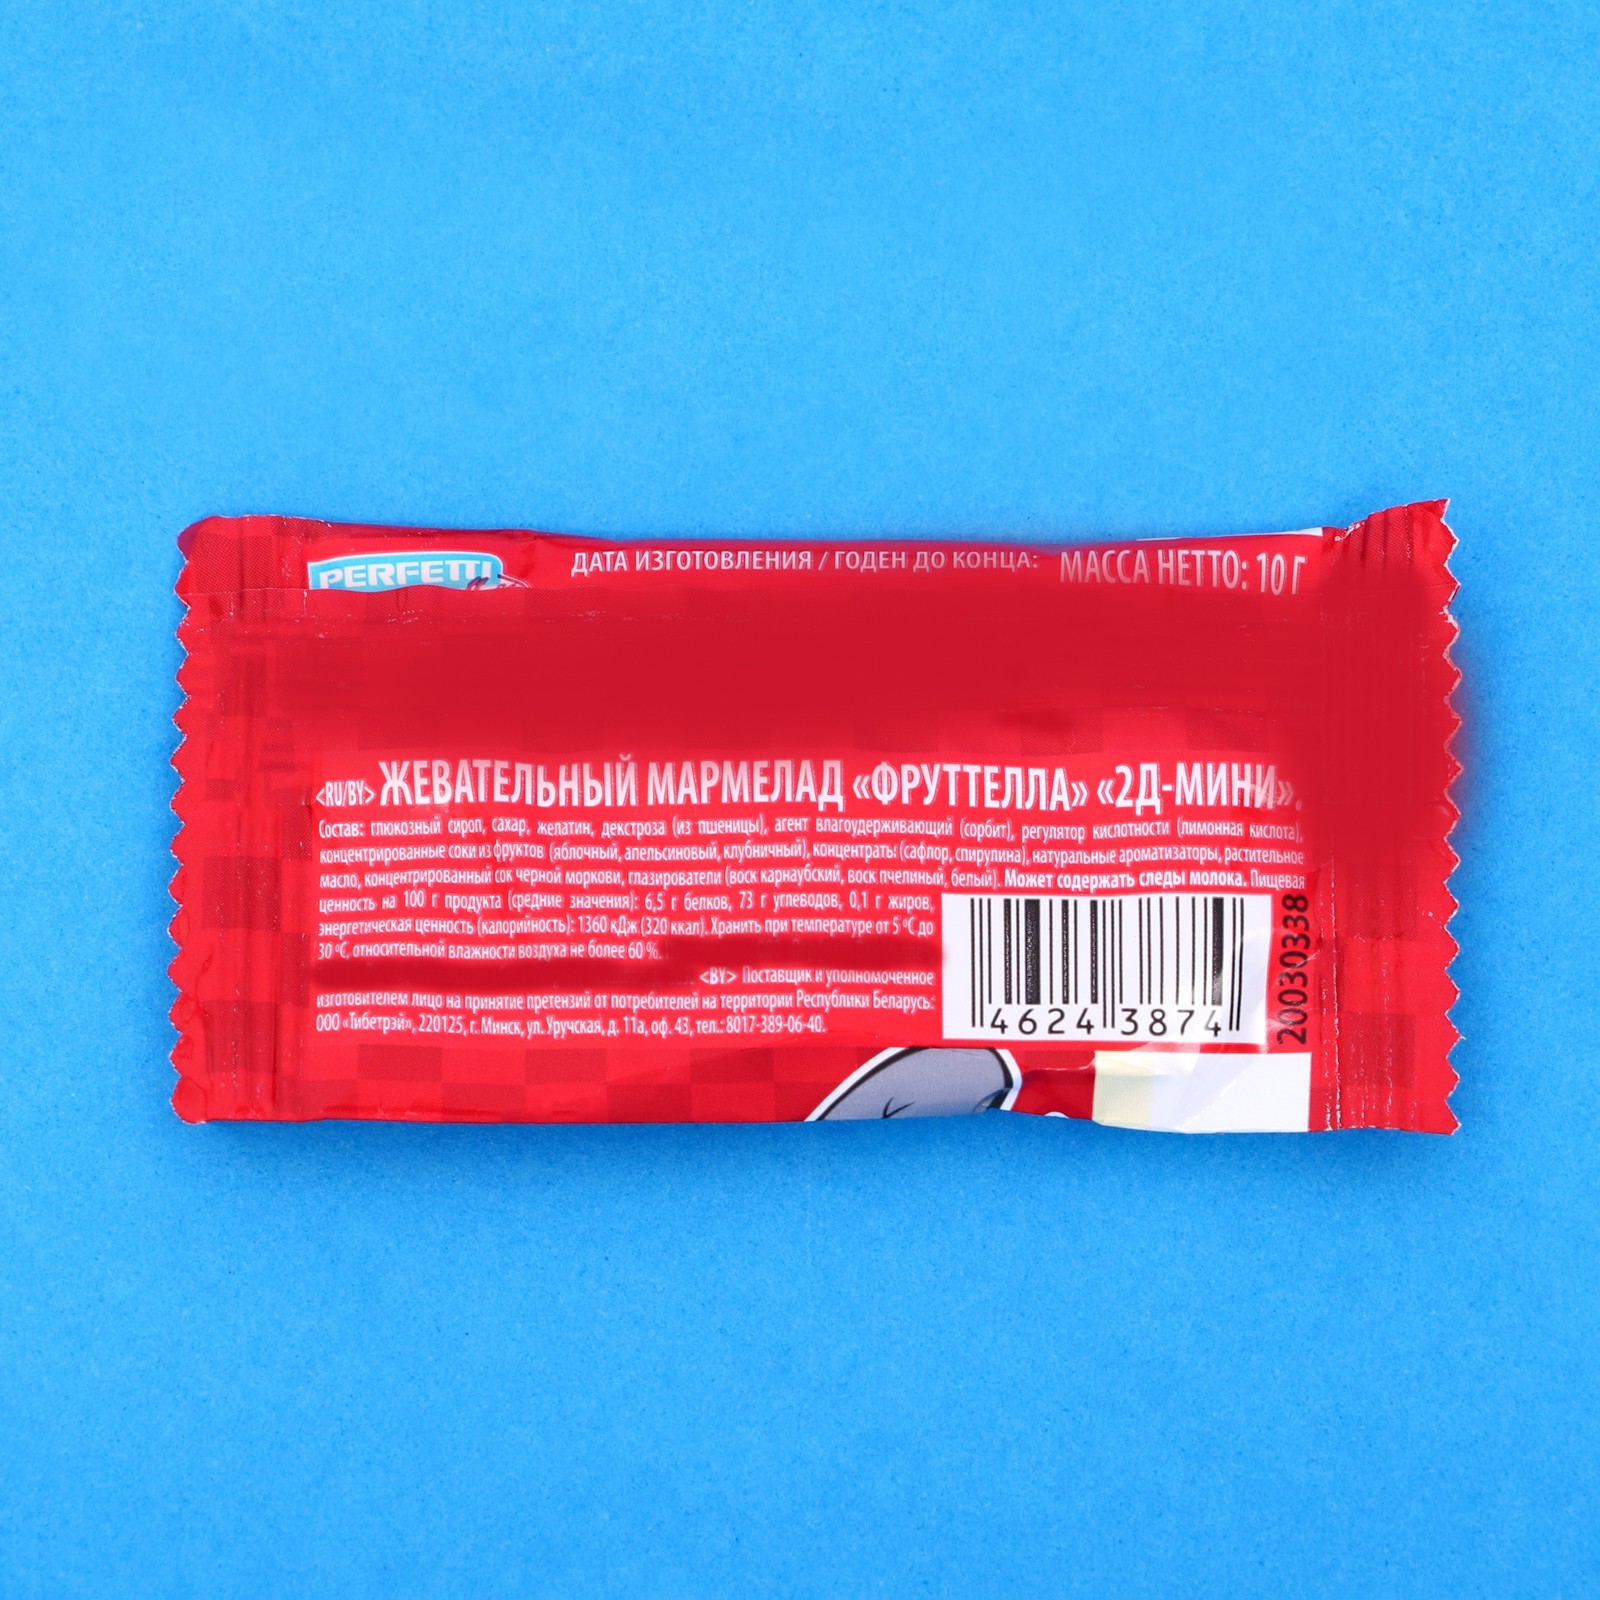 PERFETTI
ДАТА ИЗГОТОВЛЕНИЯ / ГОДЕН ДО КОНЦА:
МАССА НЕТТО: 10 Г
<RU/BY> ЖЕВАТЕЛЬНЫЙ МАРМЕЛАД «ФРУТТЕЛЛА» «2Д-МИНИ».
Состав: глюкозный сироп, сахар, желатин, декстроза (из пшеницы), агент влагоудерживающий (сорбит), регулятор кислотности (лимонная кислота),
концентрированные соки из фруктов (яблочный, апельсиновый, клубничный), концентраты (сафлор, спирулина), натуральные ароматизаторы, растительное
масло, концентрированный сок черной моркови, глазирователи (воск карнаубский, воск пчелиный, белый). Может содержать следы молока. Пищевая
ценность на 100 г продукта (средние значения): 6,5 г белков, 73 г углеводов, 0,1 г жиров,
энергетическая ценность (калорийность): 1360 кДж (320 ккал). Хранить при температуре от 5 ºС до
30 ºС, относительной влажности воздуха не более 60 %.
<BY> Поставщик и уполномоченное
изготовителем лицо на принятие претензий от потребителей на территории Республики Беларусь:
ООО «Тибетрэй», 220125, г. Минск, ул. Уручская, д. 11а, оф. 43, тел.: 8017-389-06-40.
4624 3874
20030338